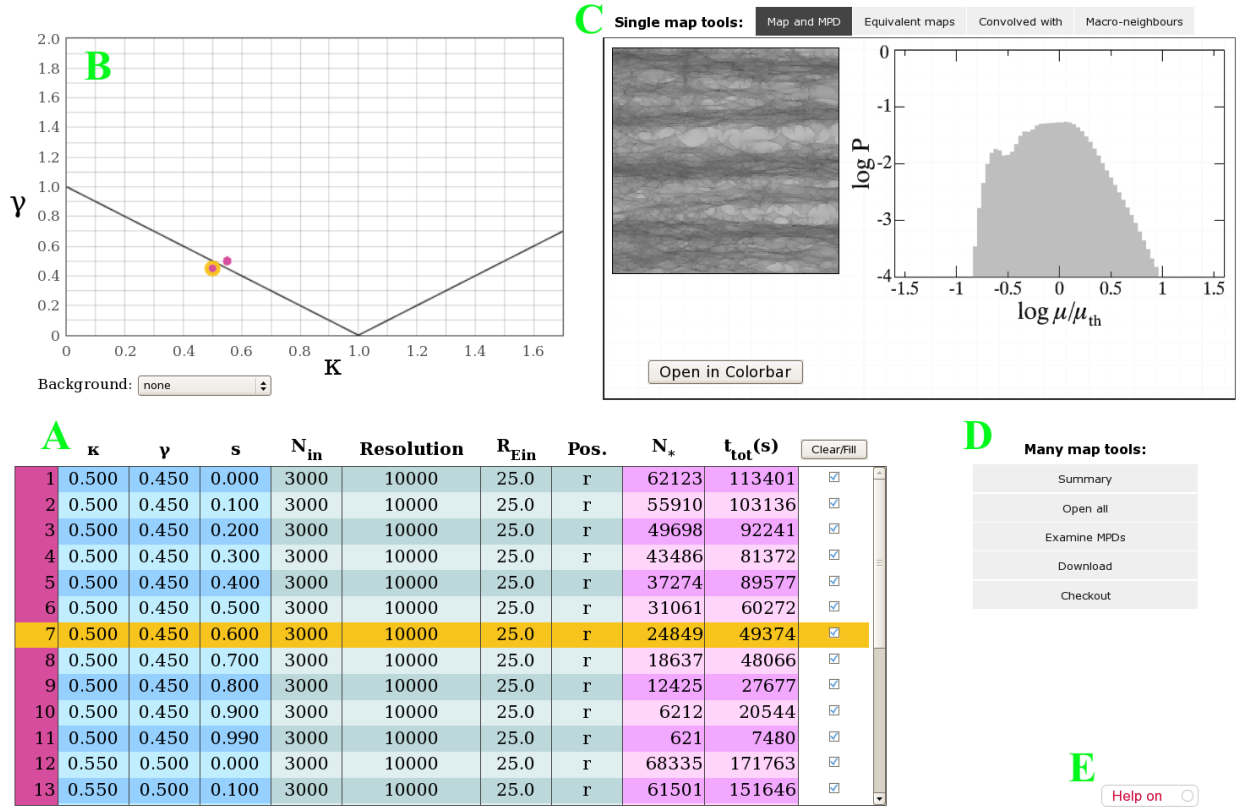 C Single map tools: Map and MPD Equivalent maps Convolved with Macro-neighbours
B
2.0
1.8
1.6
1.4
1.2
1.0
0.8
0.6
0.4
0.2
0
γ
0 0.2 0.4 0.6 0.8 1.0 1.2 1.4 1.6
κ
Background: none
0
-1
-2
-3
-4
log P
-1.5 -1 -0.5 0 0.5 1 1.5
log μ/μth
Open in Colorbar
A κ γ s Nin Resolution REin Pos. N* ttot(s) Clear/Fill
1 0.500 0.450 0.000 3000 10000 25.0 r 62123 113401
2 0.500 0.450 0.100 3000 10000 25.0 r 55910 103136
3 0.500 0.450 0.200 3000 10000 25.0 r 49698 92241
4 0.500 0.450 0.300 3000 10000 25.0 r 43486 81372
5 0.500 0.450 0.400 3000 10000 25.0 r 37274 89577
6 0.500 0.450 0.500 3000 10000 25.0 r 31061 60272
7 0.500 0.450 0.600 3000 10000 25.0 r 24849 49374
8 0.500 0.450 0.700 3000 10000 25.0 r 18637 48066
9 0.500 0.450 0.800 3000 10000 25.0 r 12425 27677
10 0.500 0.450 0.900 3000 10000 25.0 r 6212 20544
11 0.500 0.450 0.990 3000 10000 25.0 r 621 7480
12 0.550 0.500 0.000 3000 10000 25.0 r 68335 171763
13 0.550 0.500 0.100 3000 10000 25.0 r 61501 151646
D Many map tools:
Summary
Open all
Examine MPDs
Download
Checkout
E
Help on